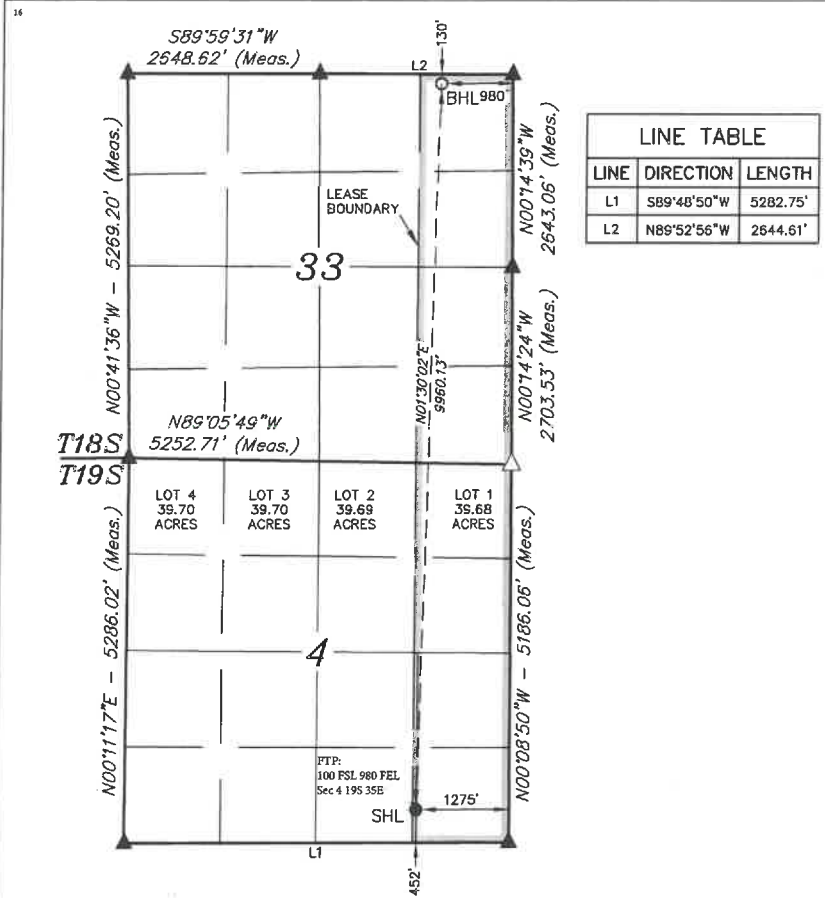 16
S89°59'31"W
2648.62' (Meas.)
L2
130'
BHL 980'
N00°41'36"W – 5269.20' (Meas.)
LEASE
BOUNDARY
33
N00°14'39"W
2643.06' (Meas.)
LINE TABLE
LINE DIRECTION LENGTH
L1 S89°48'50"W 5282.75'
L2 N89°52'56"W 2644.61'
N01°30'02"E
9960.13'
N00°14'24"W
2703.53' (Meas.)
N89°05'49"W
5252.71' (Meas.)
T18S
T19S
LOT 4
39.70
ACRES
LOT 3
39.70
ACRES
LOT 2
39.69
ACRES
LOT 1
39.68
ACRES
N00°11'17"E – 5286.02' (Meas.)
4
N00°08'50"W – 5186.06' (Meas.)
FTP:
100 FSL 980 FEL
Sec 4 19S 35E
SHL
1275'
L1
452'